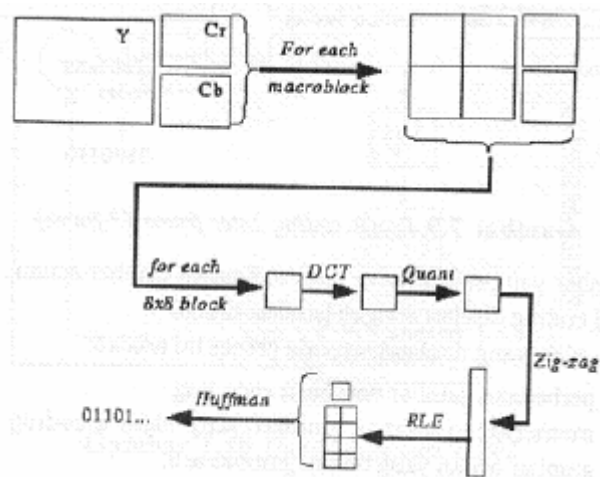 Y
Cr
Cb
For each
macroblock
for each
8x8 block
DCT
Quant
Zig-zag
RLE
Huffman
01101...